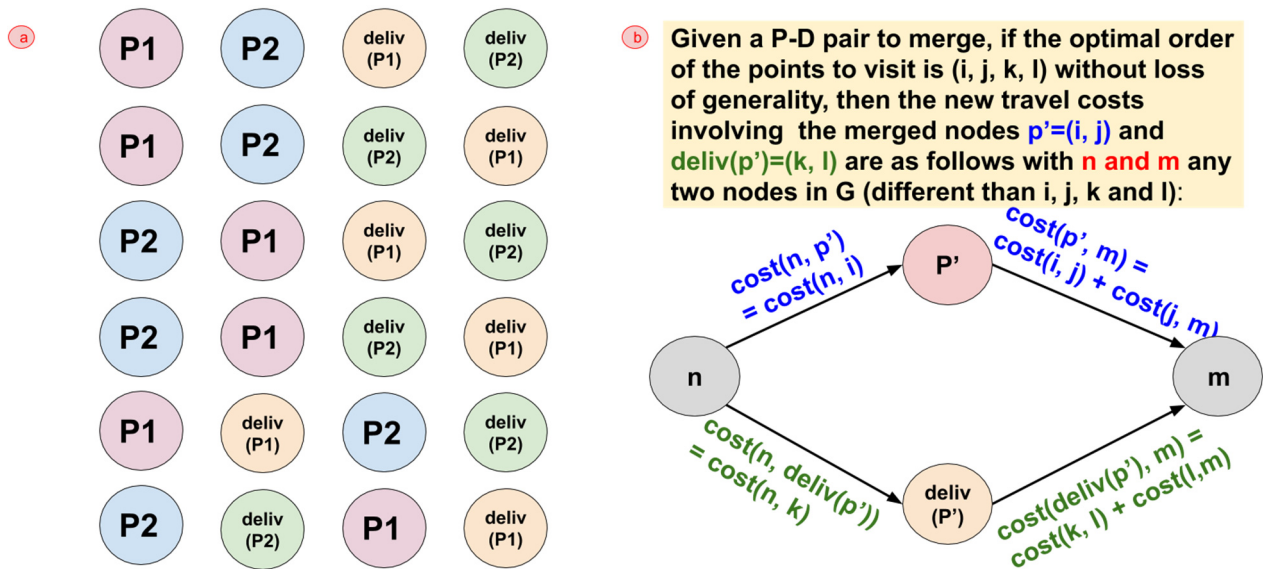 a
P1 P2 deliv (P1) deliv (P2)
P1 P2 deliv (P2) deliv (P1)
P2 P1 deliv (P1) deliv (P2)
P2 P1 deliv (P2) deliv (P1)
P1 deliv (P1) P2 deliv (P2)
P2 deliv (P2) P1 deliv (P1)
b
Given a P-D pair to merge, if the optimal order
of the points to visit is (i, j, k, l) without loss
of generality, then the new travel costs
involving the merged nodes p’=(i, j) and
deliv(p’)=(k, l) are as follows with n and m any
two nodes in G (different than i, j, k and l):
cost(n, p’)
= cost(n, i)
P’
cost(p’, m) =
cost(i, j) + cost(j, m)
n
m
cost(n, deliv(p’))
= cost(n, k)
deliv
(P’)
cost(deliv(p’), m) =
cost(k, l) + cost(l,m)